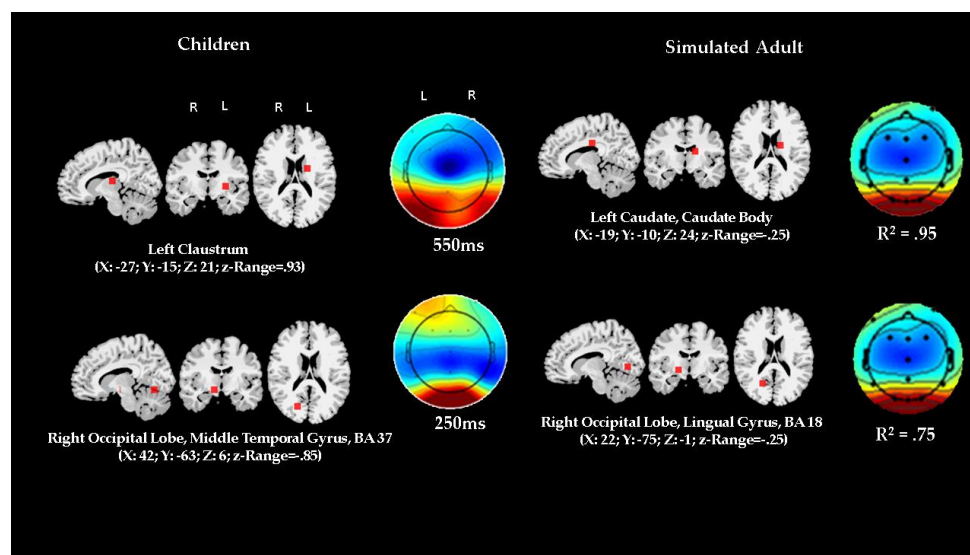 Children
Simulated Adult
R L R L
L R
Left Claustrum
(X: -27; Y: -15; Z: 21; z-Range=.93)
550ms
Left Caudate, Caudate Body
(X: -19; Y: -10; Z: 24; z-Range=-.25)
R² = .95
Right Occipital Lobe, Middle Temporal Gyrus, BA 37
(X: 42; Y: -63; Z: 6; z-Range=-.85)
250ms
Right Occipital Lobe, Lingual Gyrus, BA 18
(X: 22; Y: -75; Z: -1; z-Range=-.25)
R² = .75